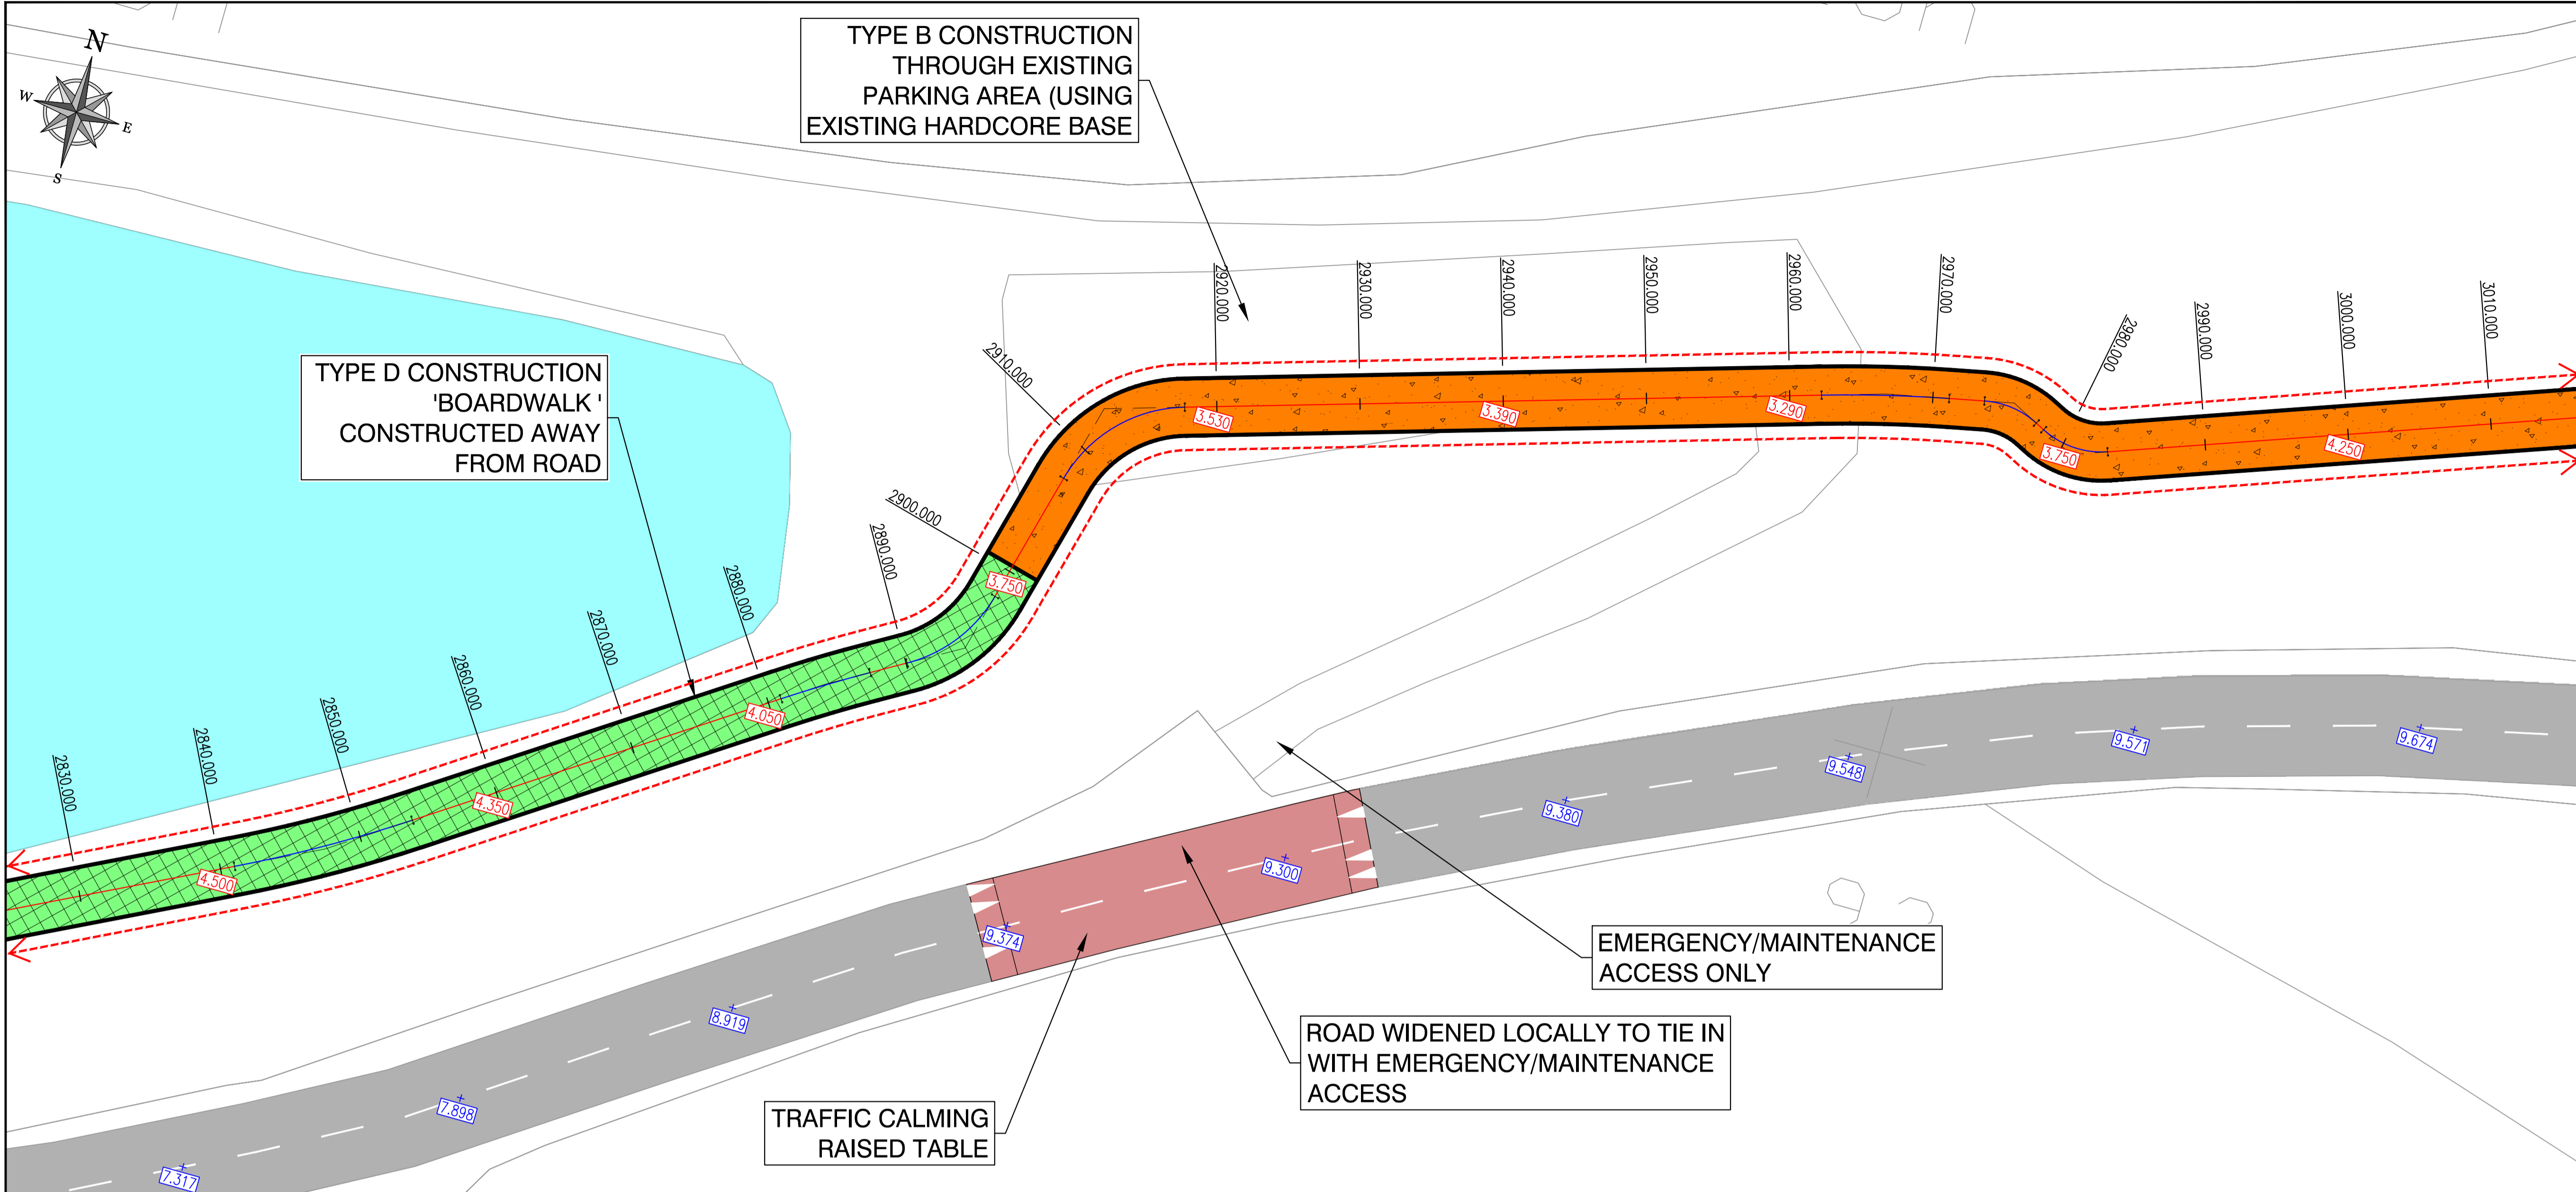 N
W
E
S
TYPE B CONSTRUCTION
THROUGH EXISTING
PARKING AREA (USING
EXISTING HARDCORE BASE
TYPE D CONSTRUCTION
'BOARDWALK '
CONSTRUCTED AWAY
FROM ROAD
2830.000
2840.000
2850.000
2860.000
2870.000
2880.000
2890.000
2900.000
2910.000
2920.000
2930.000
2940.000
2950.000
2960.000
2970.000
2980.000
2990.000
3000.000
3010.000
4.500
4.350
4.050
3.750
3.530
3.390
3.290
3.750
4.250
7.317
7.898
8.919
9.374
9.300
9.380
9.548
9.571
9.674
EMERGENCY/MAINTENANCE
ACCESS ONLY
ROAD WIDENED LOCALLY TO TIE IN
WITH EMERGENCY/MAINTENANCE
ACCESS
TRAFFIC CALMING
RAISED TABLE